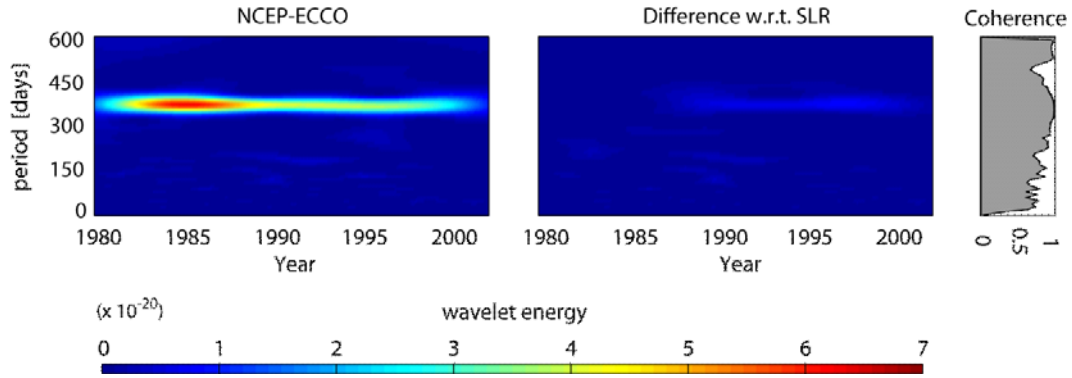 NCEP-ECCO
Difference w.r.t. SLR
Coherence
period [days]
600
450
300
150
0
1980 1985 1990 1995 2000
Year
1980 1985 1990 1995 2000
Year
0 0.5 1
(x 10⁻²⁰)
wavelet energy
0 1 2 3 4 5 6 7